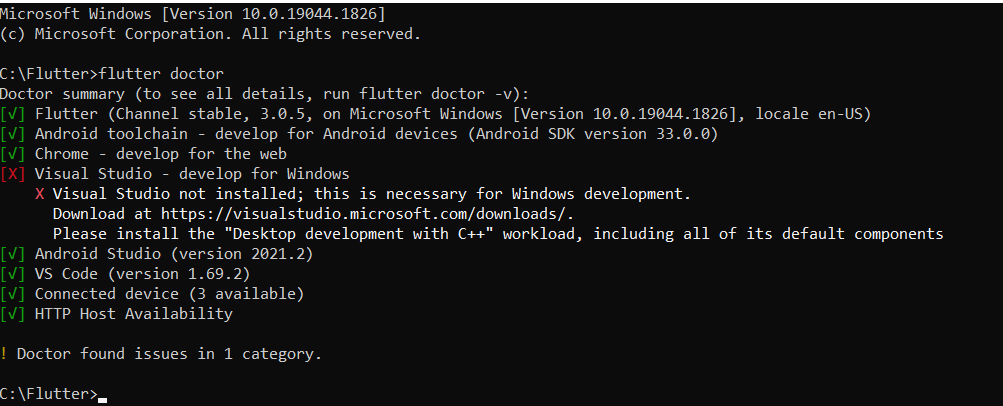 Microsoft Windows [Version 10.0.19044.1826]
(c) Microsoft Corporation. All rights reserved.
C:\Flutter>flutter doctor
Doctor summary (to see all details, run flutter doctor -v):
[√] Flutter (Channel stable, 3.0.5, on Microsoft Windows [Version 10.0.19044.1826], locale en-US)
[√] Android toolchain - develop for Android devices (Android SDK version 33.0.0)
[√] Chrome - develop for the web
[X] Visual Studio - develop for Windows
X Visual Studio not installed; this is necessary for Windows development.
Download at https://visualstudio.microsoft.com/downloads/.
Please install the "Desktop development with C++" workload, including all of its default components
[√] Android Studio (version 2021.2)
[√] VS Code (version 1.69.2)
[√] Connected device (3 available)
[√] HTTP Host Availability
! Doctor found issues in 1 category.
C:\Flutter>